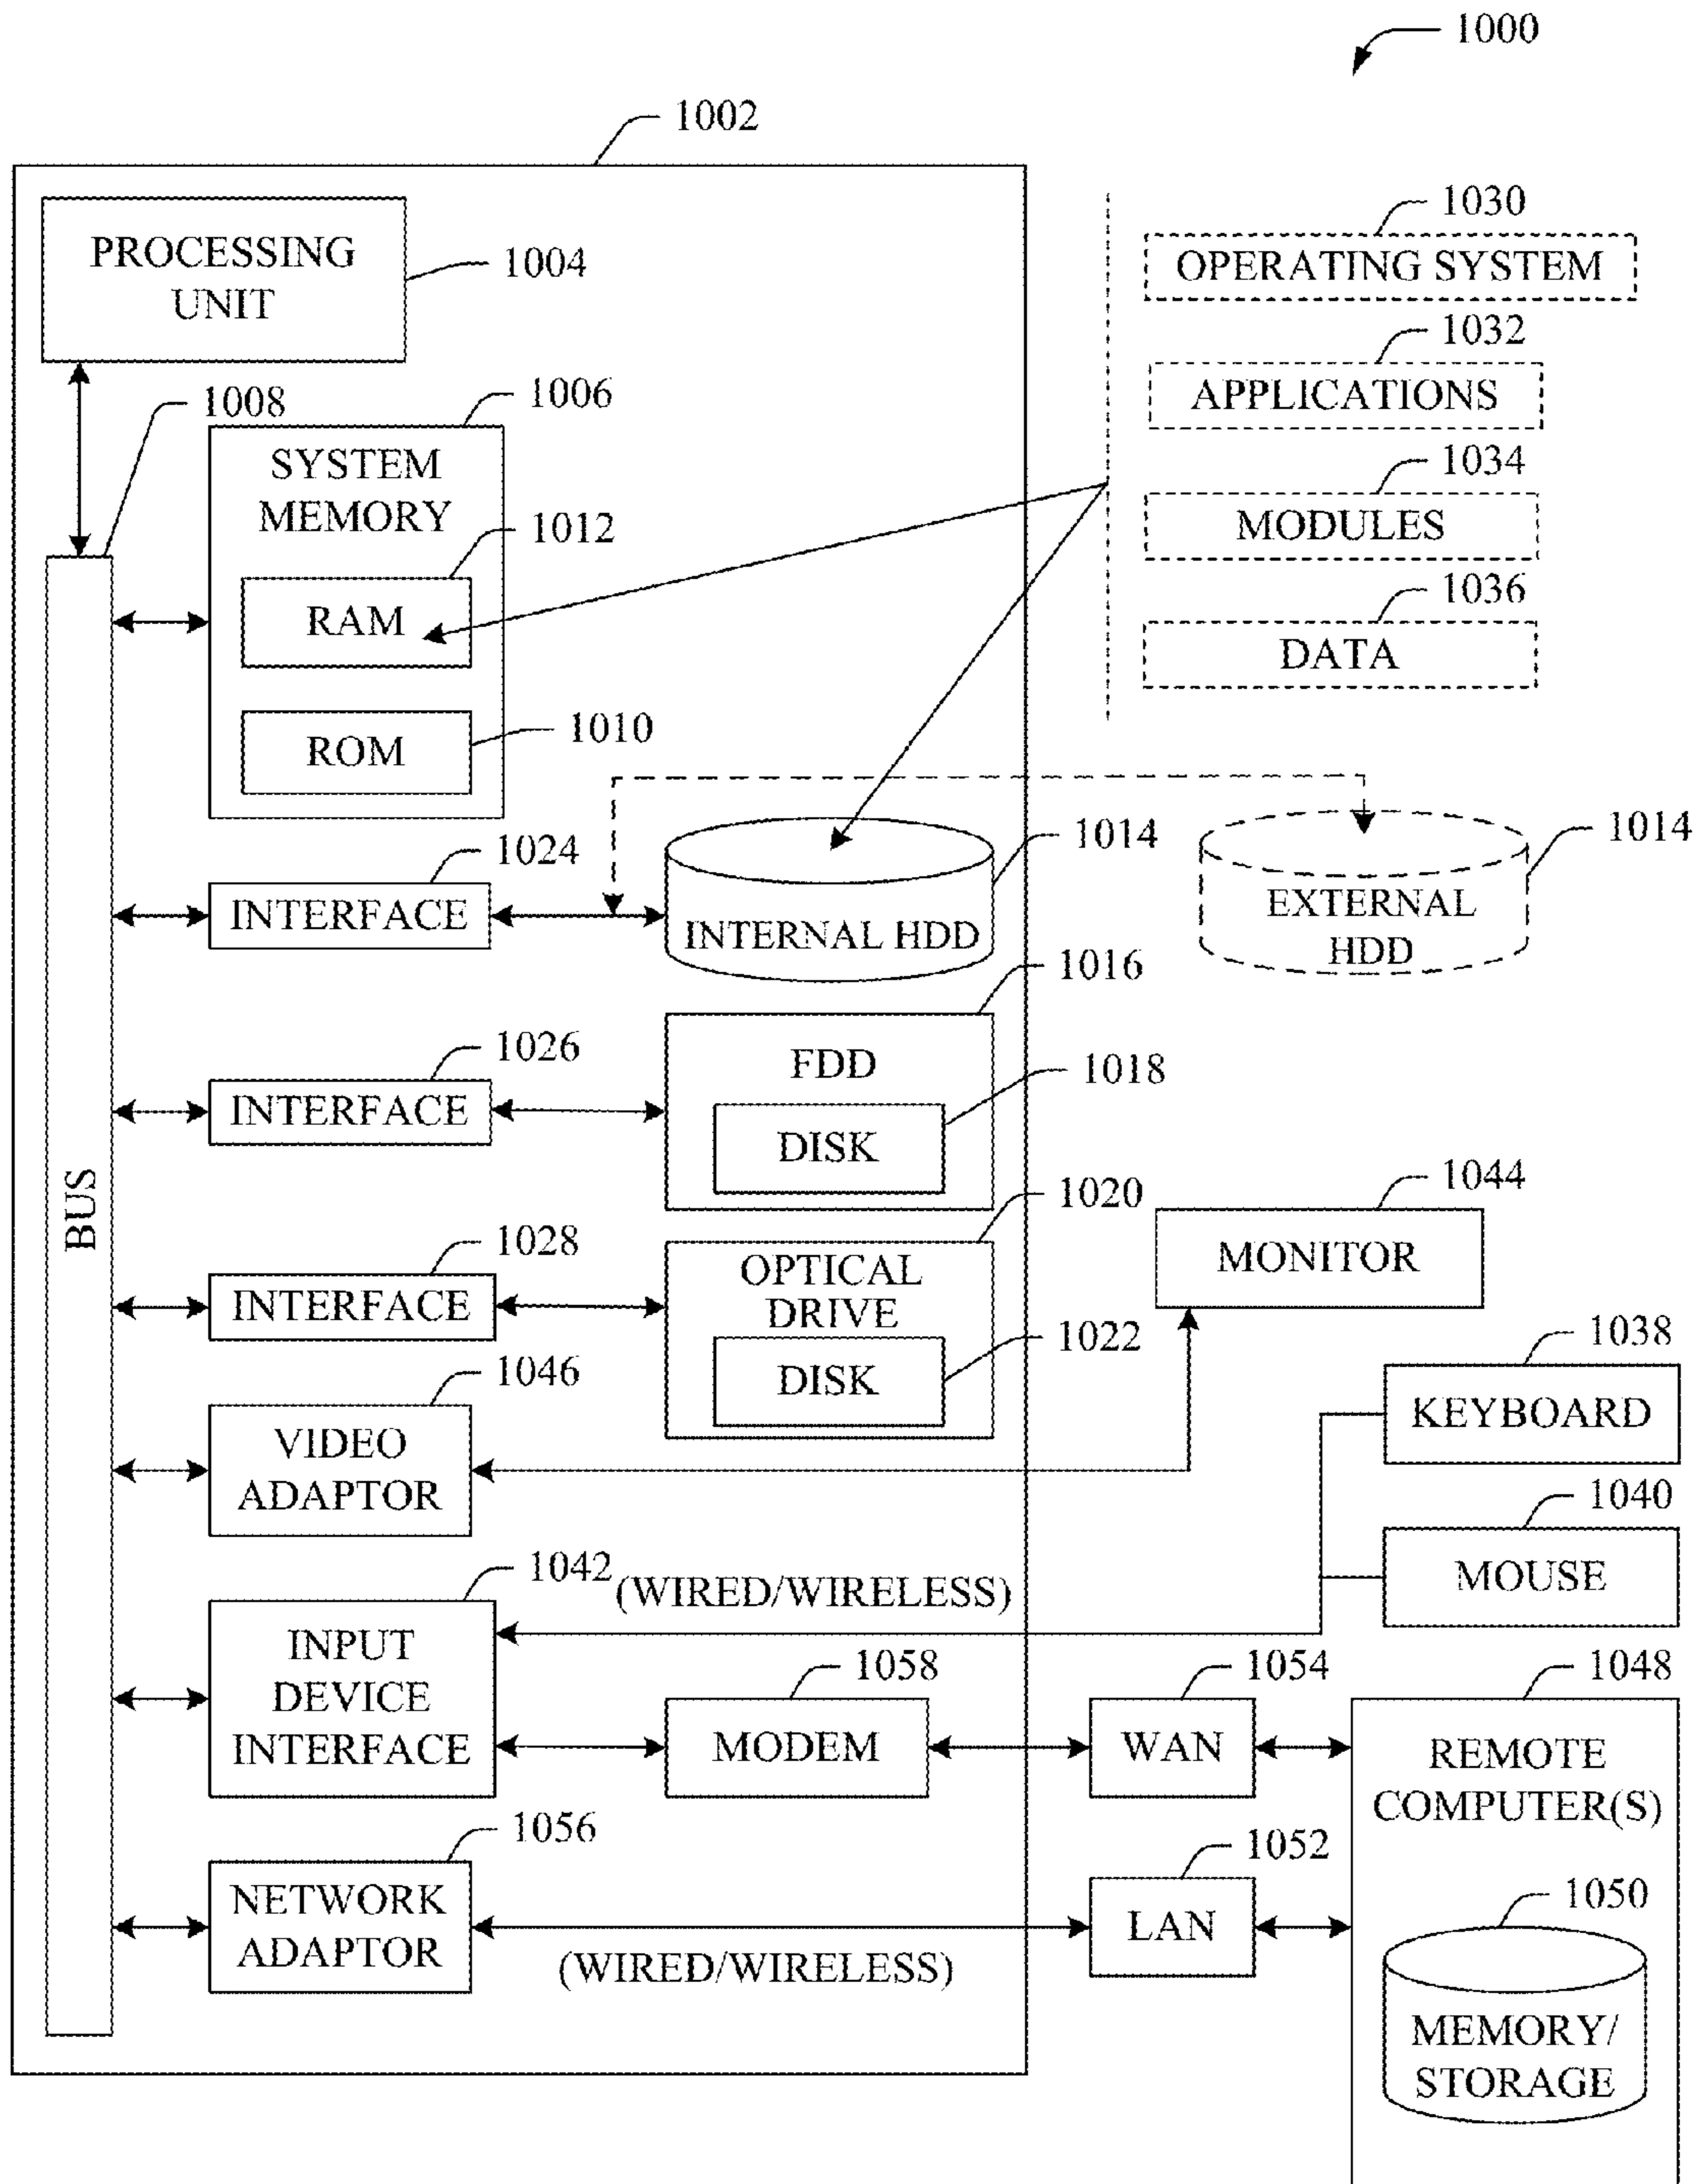 1000
1002
PROCESSING
UNIT
1004
1030
OPERATING SYSTEM
1032
APPLICATIONS
1034
MODULES
1036
DATA
1008
1006
SYSTEM
MEMORY
1012
RAM
1010
ROM
BUS
1024
INTERFACE
1014
INTERNAL HDD
1014
EXTERNAL
HDD
1026
INTERFACE
1016
FDD
1018
DISK
1028
INTERFACE
1020
OPTICAL
DRIVE
1022
DISK
1044
MONITOR
1046
VIDEO
ADAPTOR
1038
KEYBOARD
1040
MOUSE
1042
(WIRED/WIRELESS)
INPUT
DEVICE
INTERFACE
1058
MODEM
1054
WAN
1048
REMOTE
COMPUTER(S)
1056
NETWORK
ADAPTOR
(WIRED/WIRELESS)
1052
LAN
1050
MEMORY/
STORAGE